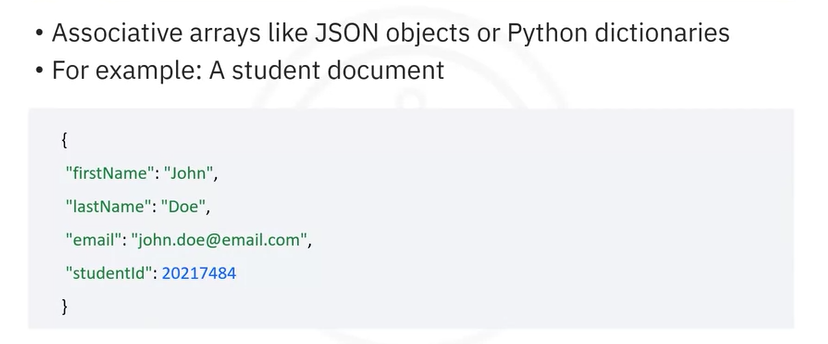 • Associative arrays like JSON objects or Python dictionaries
• For example: A student document
{
"firstName": "John",
"lastName": "Doe",
"email": "john.doe@email.com",
"studentId": 20217484
}